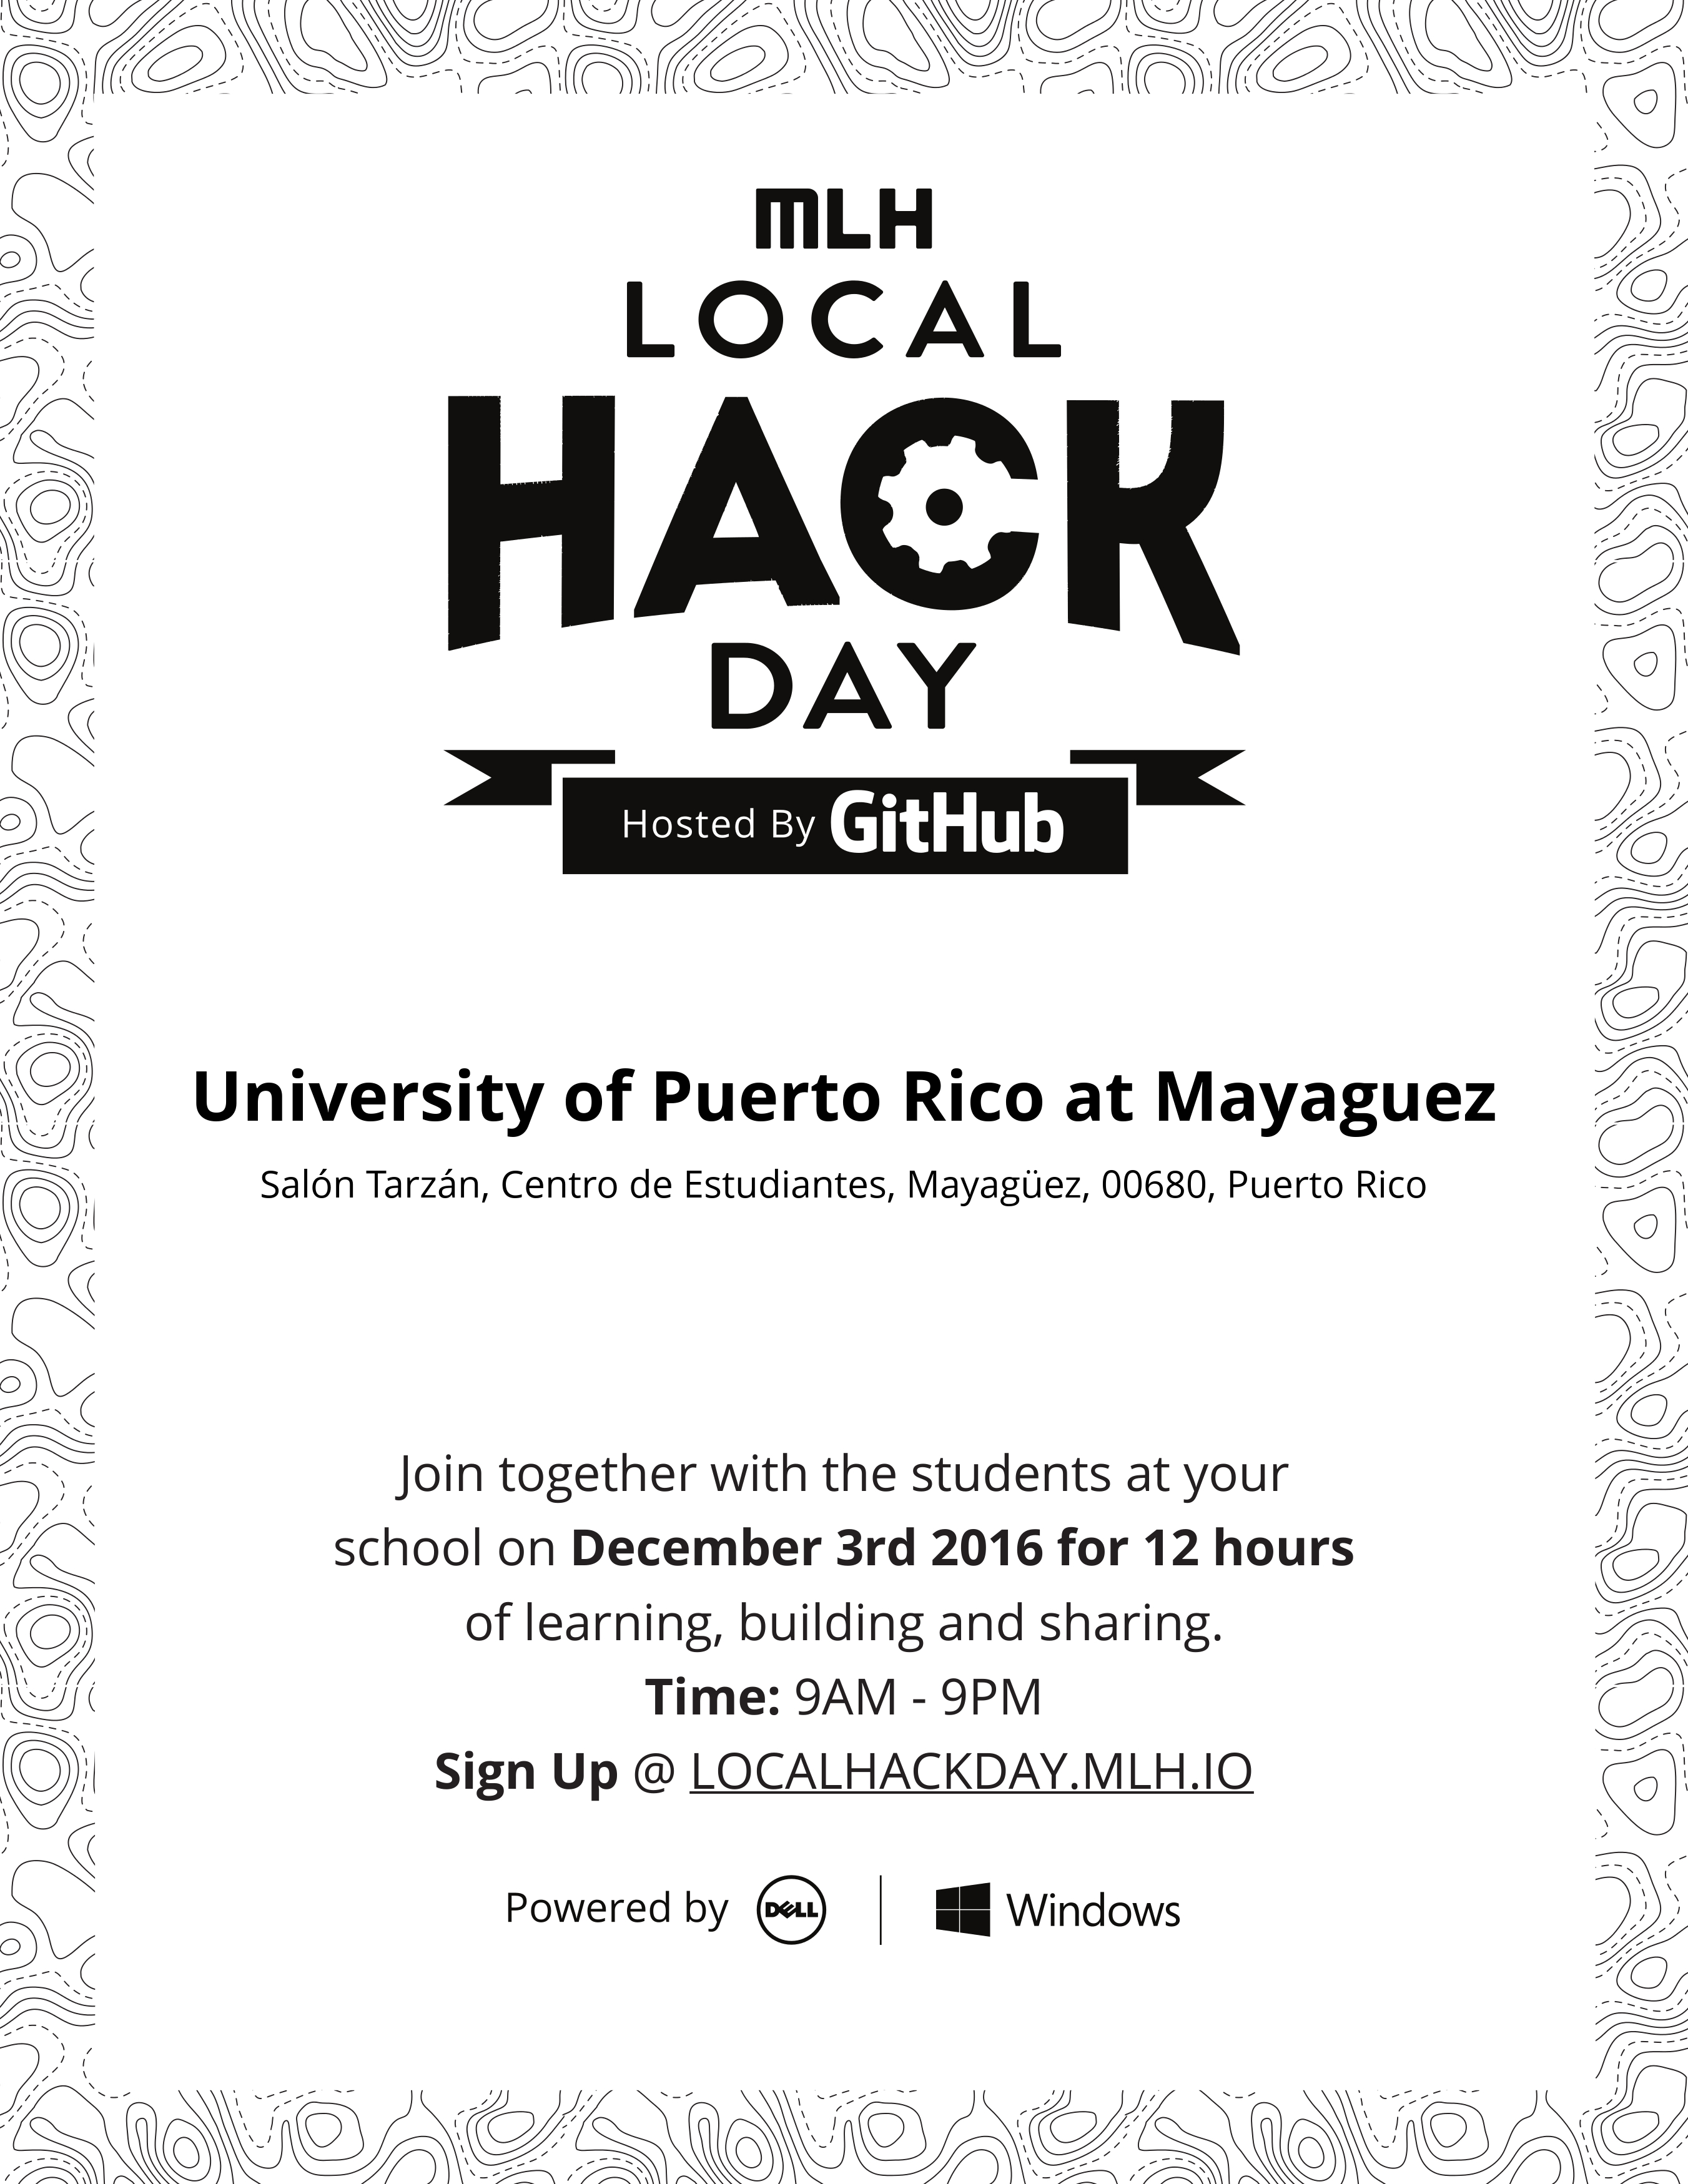 MLH
LOCAL
HACK
DAY
Hosted By GitHub
University of Puerto Rico at Mayaguez
Salón Tarzán, Centro de Estudiantes, Mayagüez, 00680, Puerto Rico
Join together with the students at your
school on December 3rd 2016 for 12 hours
of learning, building and sharing.
Time: 9AM - 9PM
Sign Up @ LOCALHACKDAY.MLH.IO
Powered by DELL | Windows